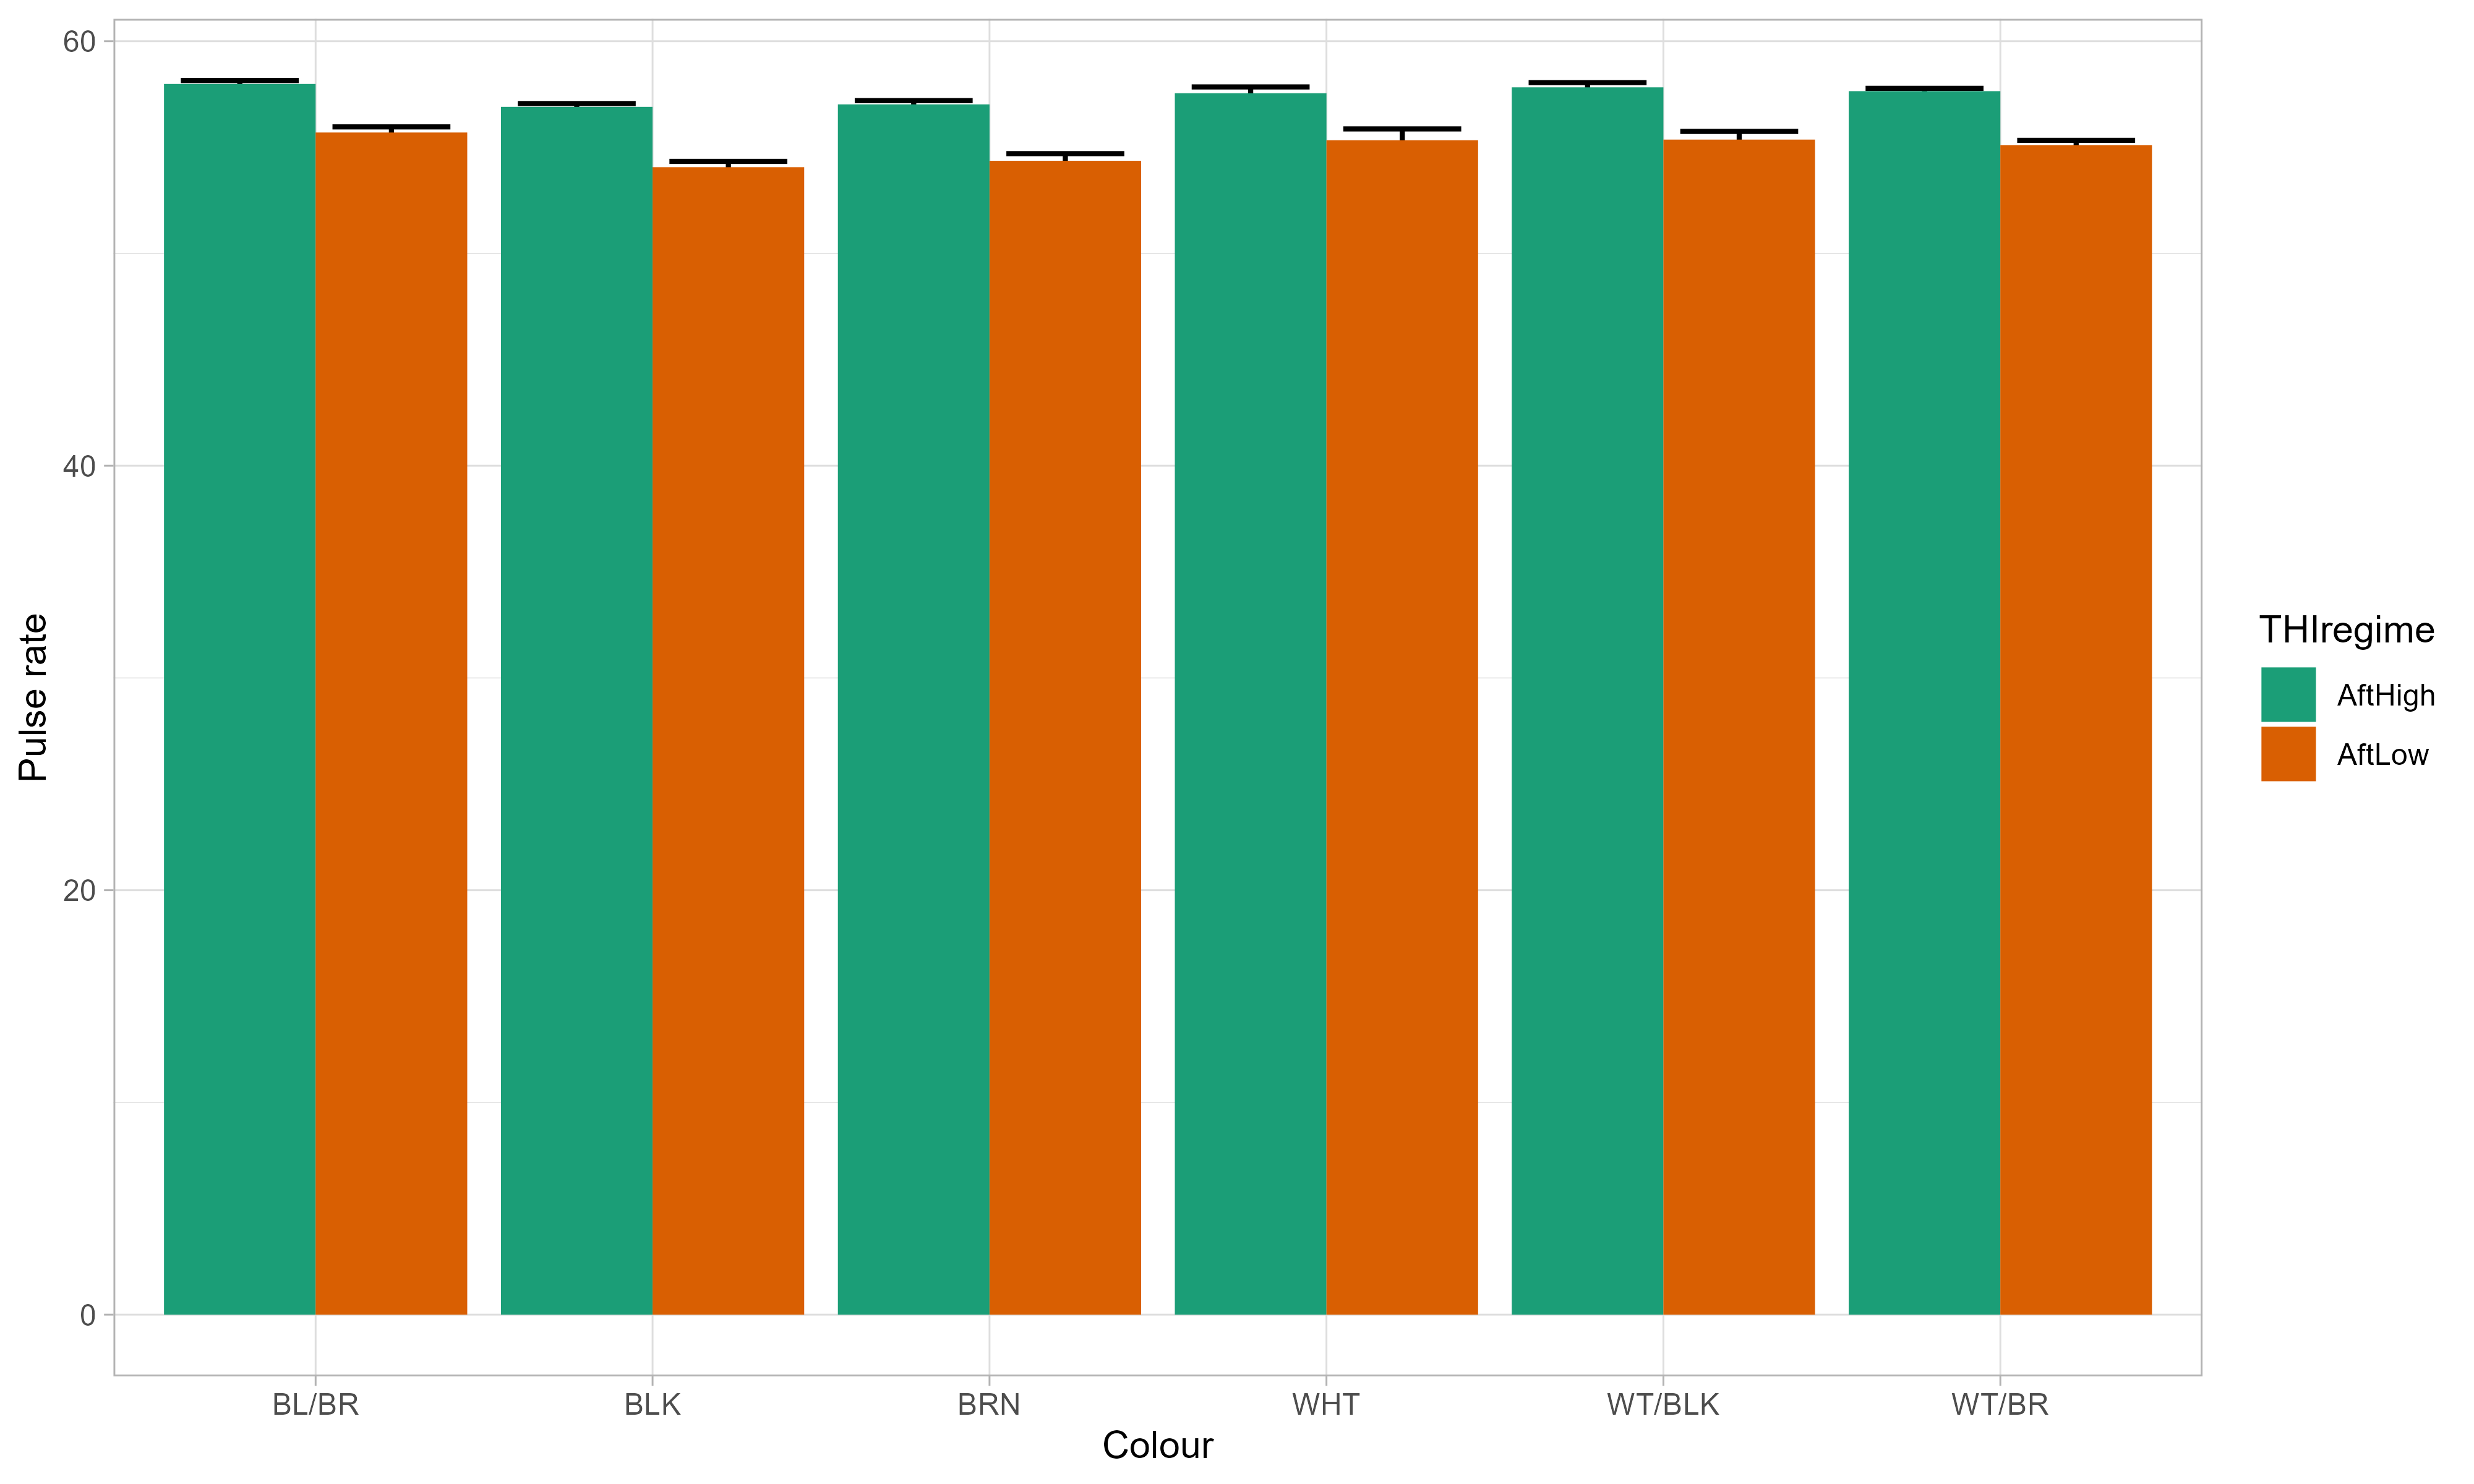 60
40
20
0
Pulse rate
BL/BR BLK BRN WHT WT/BLK WT/BR
Colour
THIregime
AftHigh
AftLow